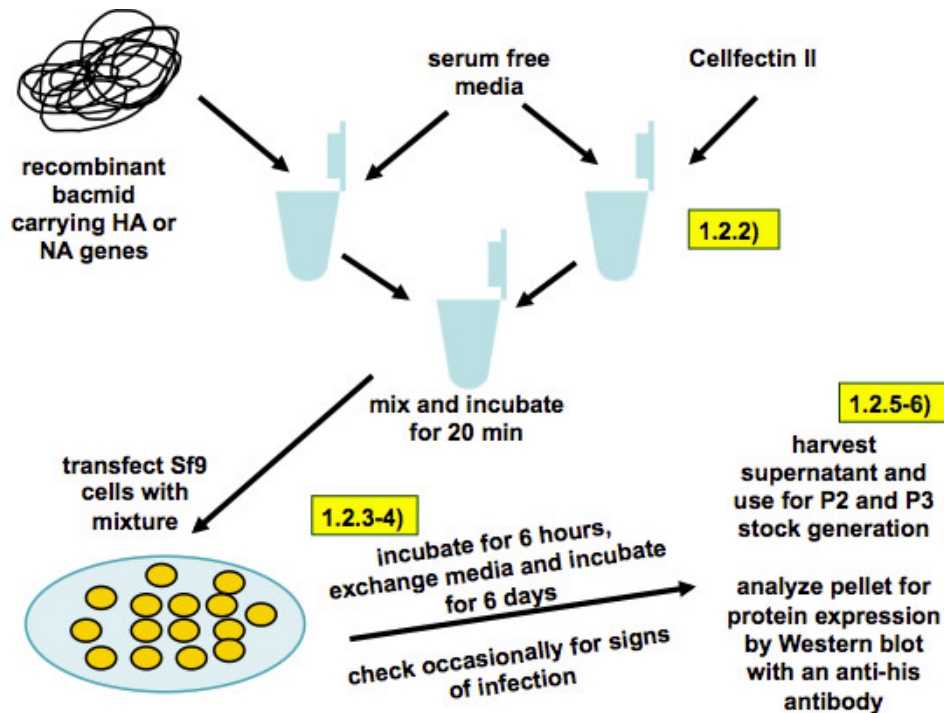 serum free
media
Cellfectin II
recombinant
bacmid
carrying HA or
NA genes
1.2.2)
mix and incubate
for 20 min
transfect Sf9
cells with
mixture
1.2.3-4)
incubate for 6 hours,
exchange media and incubate
for 6 days
check occasionally for signs
of infection
1.2.5-6)
harvest
supernatant and
use for P2 and P3
stock generation
analyze pellet for
protein expression
by Western blot
with an anti-his
antibody